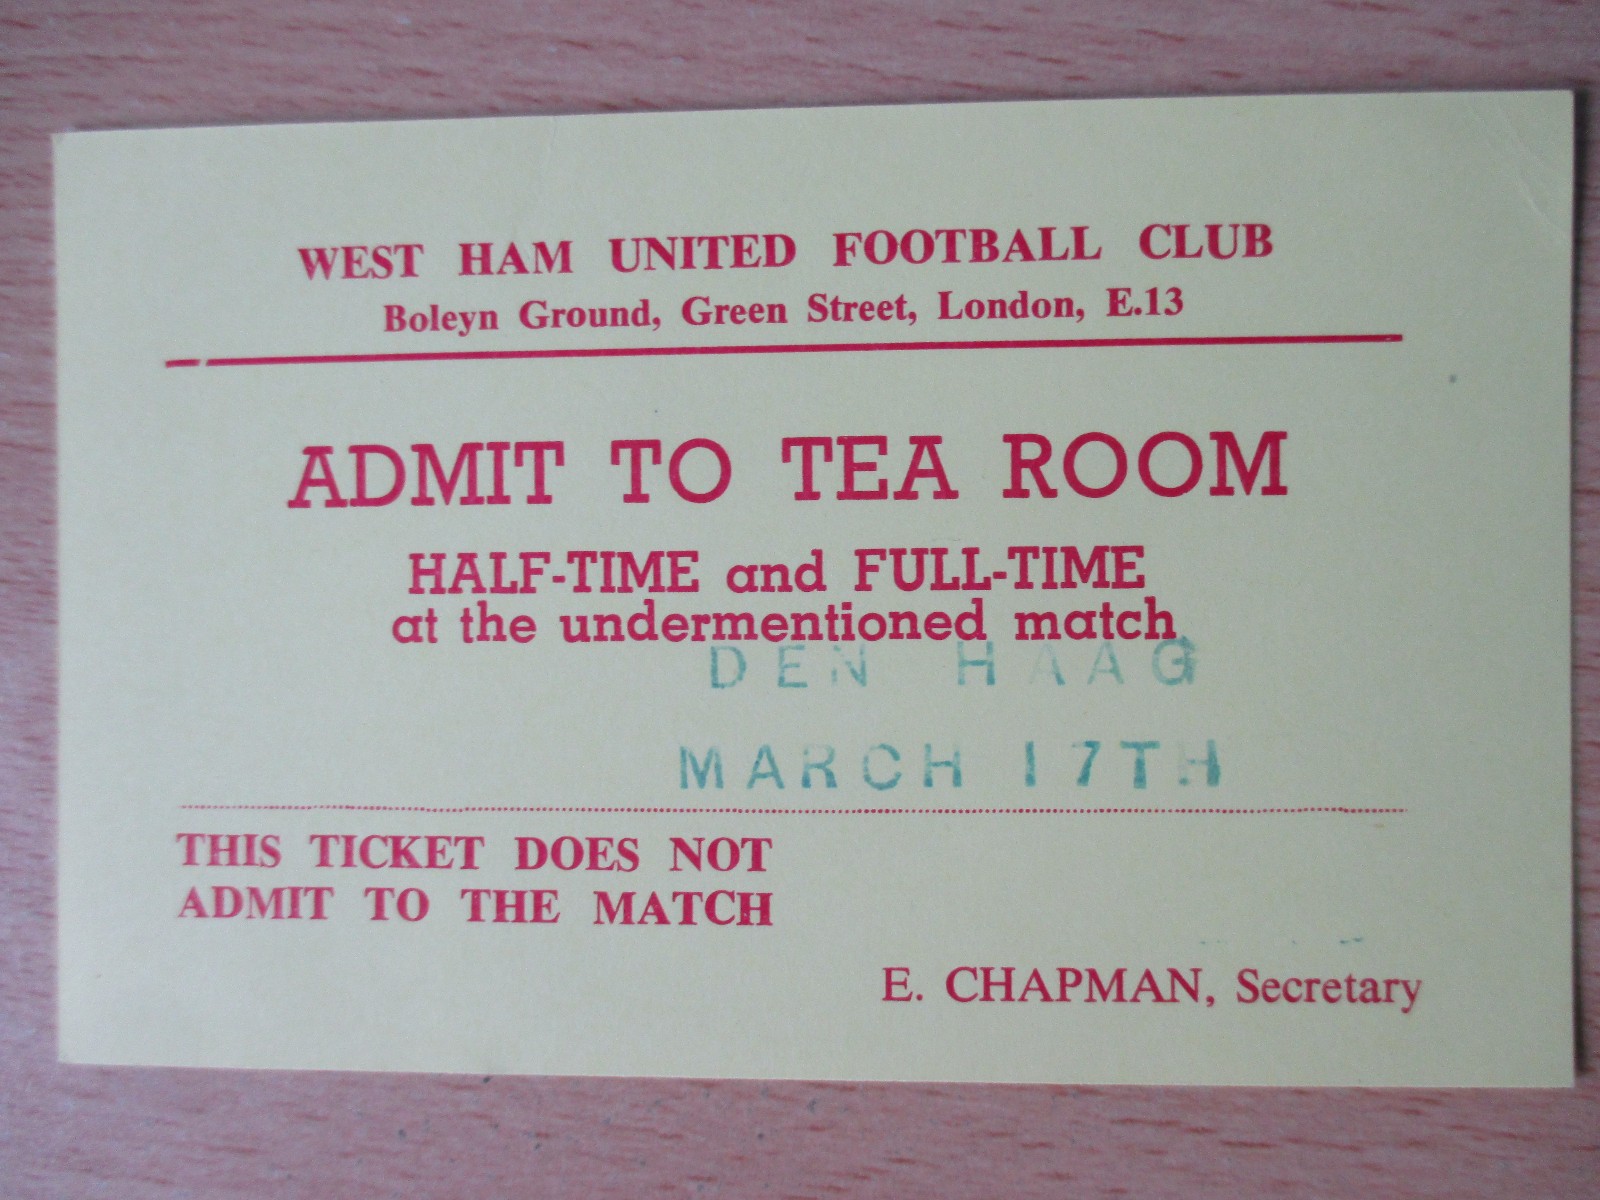 WEST HAM UNITED FOOTBALL CLUB
Boleyn Ground, Green Street, London, E.13
ADMIT TO TEA ROOM
HALF-TIME and FULL-TIME
at the undermentioned match
DEN HAAG
MARCH 17TH
THIS TICKET DOES NOT
ADMIT TO THE MATCH
E. CHAPMAN, Secretary